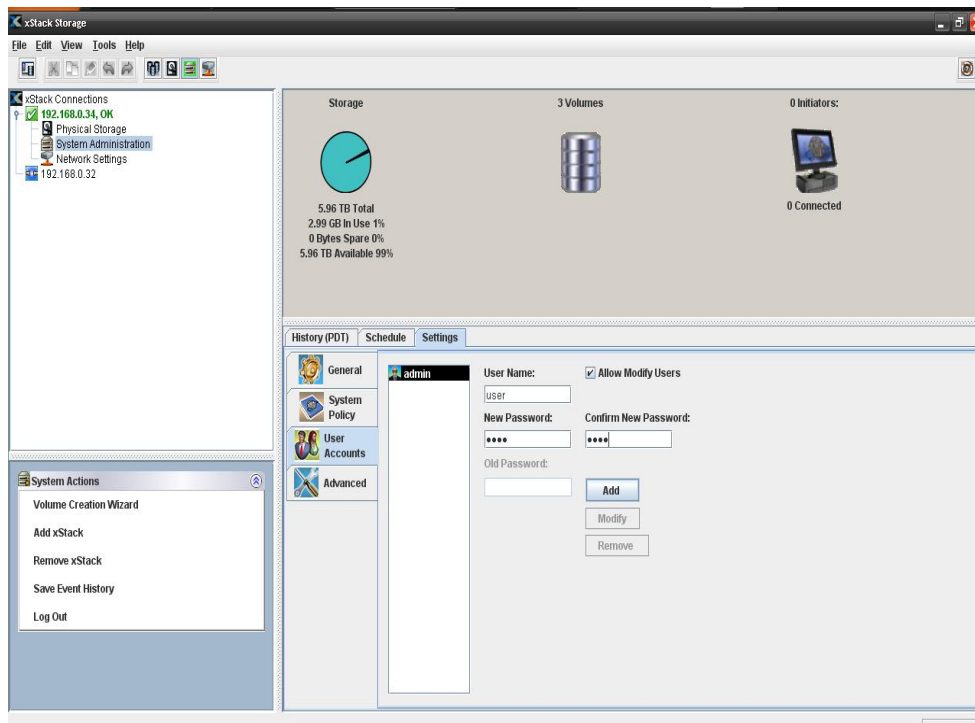 xStack Storage
File Edit View Tools Help
xStack Connections
192.168.0.34, OK
Physical Storage
System Administration
Network Settings
192.168.0.32
System Actions
Volume Creation Wizard
Add xStack
Remove xStack
Save Event History
Log Out
Storage
5.96 TB Total
2.99 GB In Use 1%
0 Bytes Spare 0%
5.96 TB Available 99%
3 Volumes
0 Initiators:
0 Connected
History (PDT) Schedule Settings
General
System
Policy
User
Accounts
Advanced
admin
User Name: Allow Modify Users
user
New Password: Confirm New Password:
•••• ••••
Old Password:
Add
Modify
Remove